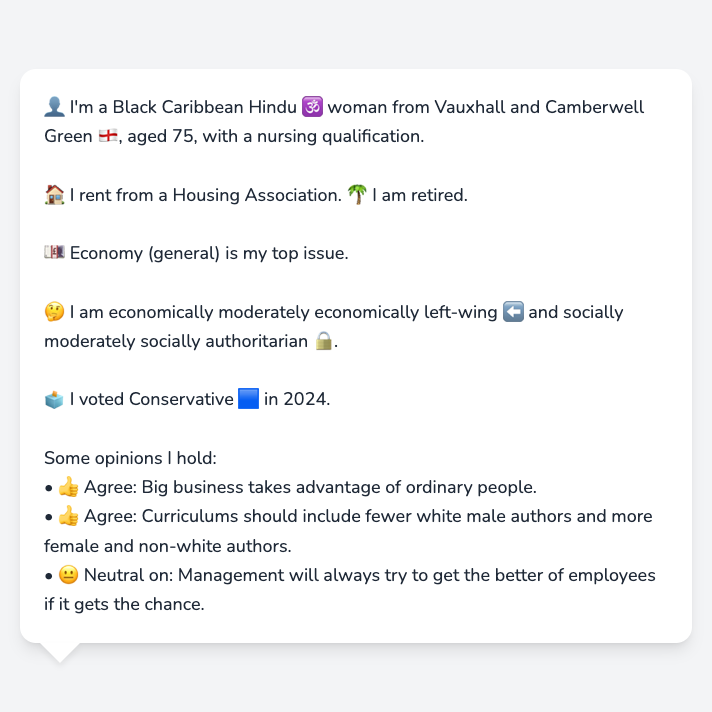 👤 I'm a Black Caribbean Hindu 🕉️ woman from Vauxhall and Camberwell
Green 🏴󠁧󠁢󠁥󠁮󠁧󠁿, aged 75, with a nursing qualification.
🏠 I rent from a Housing Association. 🌴 I am retired.
💷 Economy (general) is my top issue.
🤔 I am economically moderately economically left-wing ⬅️ and socially
moderately socially authoritarian 🔒.
🗳️ I voted Conservative 🟦 in 2024.
Some opinions I hold:
• 👍 Agree: Big business takes advantage of ordinary people.
• 👍 Agree: Curriculums should include fewer white male authors and more
female and non-white authors.
• 😐 Neutral on: Management will always try to get the better of employees
if it gets the chance.